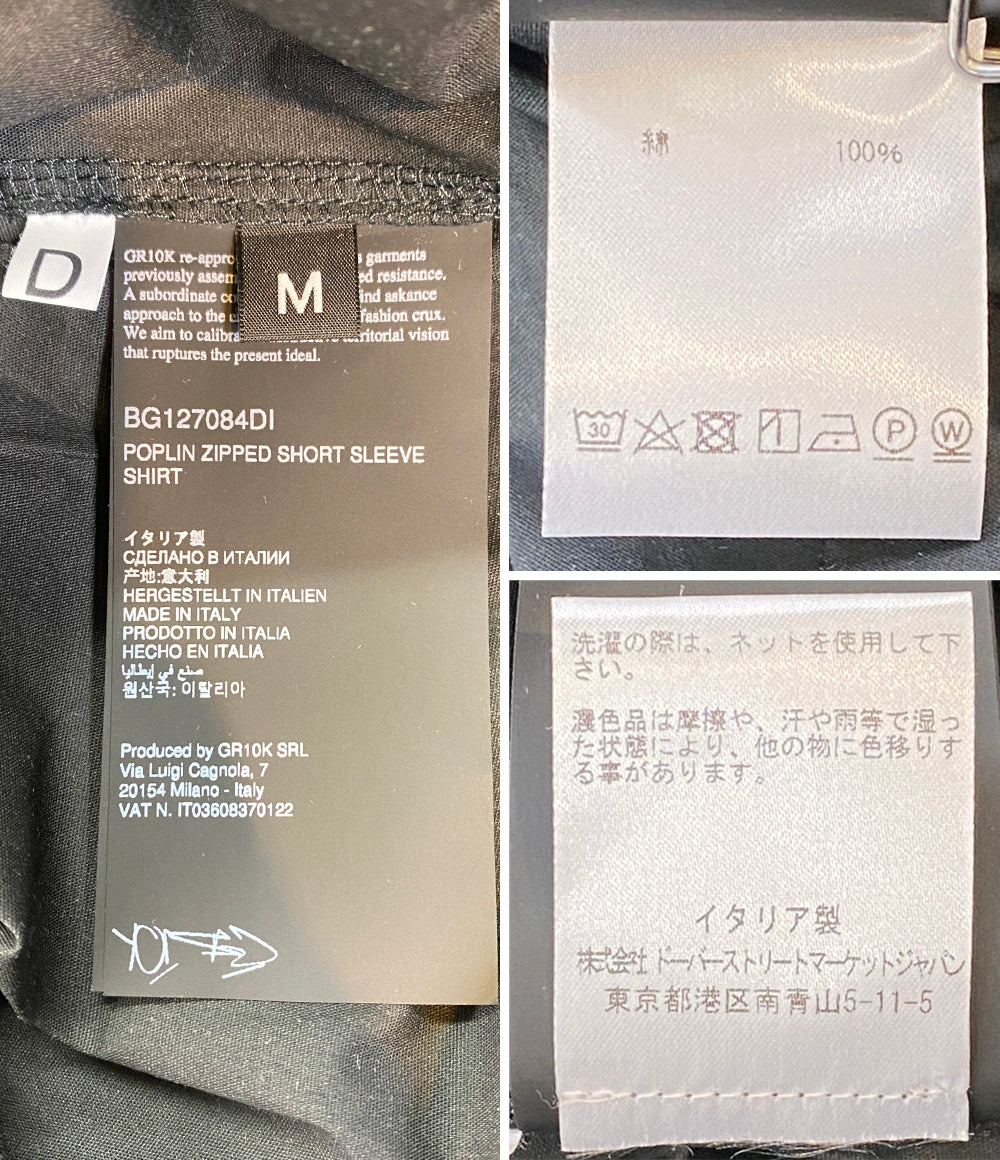 D
M
GR10K re-appro garments
previously assem ed resistance.
A subordinate co ind askance
approach to the fashion crux.
We aim to calibra territorial vision
that ruptures the present ideal.
BG127084DI
POPLIN ZIPPED SHORT SLEEVE
SHIRT
イタリア製
СДЕЛАНО В ИТАЛИИ
产地:意大利
HERGESTELLT IN ITALIEN
MADE IN ITALY
PRODOTTO IN ITALIA
HECHO EN ITALIA
صنع في إيطاليا
원산국: 이탈리아
Produced by GR10K SRL
Via Luigi Cagnola, 7
20154 Milano - Italy
VAT N. IT03608370122
綿 100%
30 P W
洗濯の際は、ネットを使用して下
さい。
濃色品は摩擦や、汗や雨等で湿っ
た状態により、他の物に色移りす
る事があります。
イタリア製
株式会社 ドーバーストリートマーケットジャパン
東京都港区南青山5-11-5